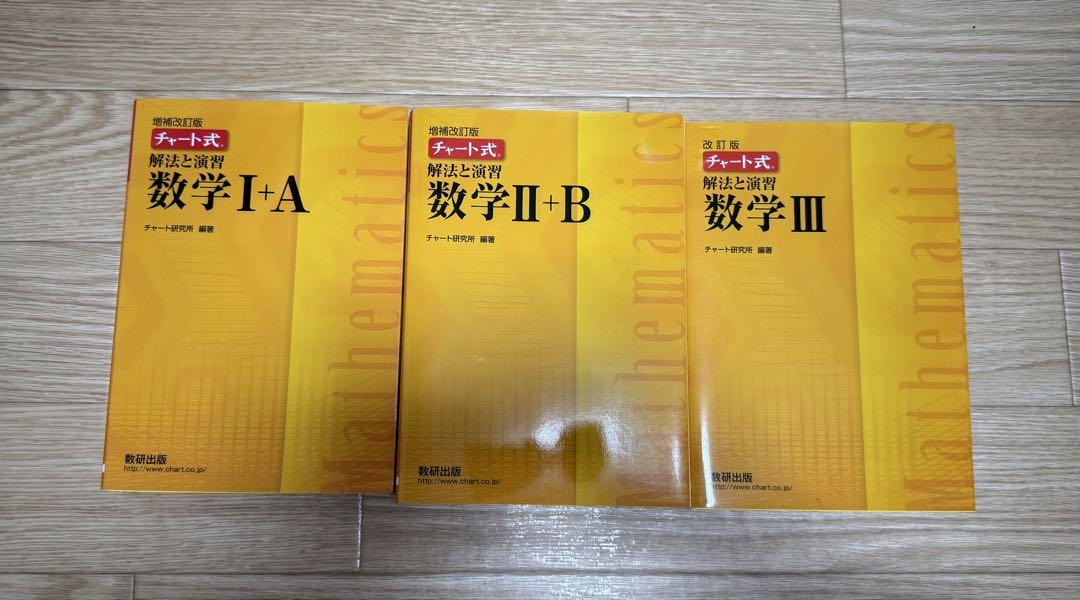 増補改訂版
チャート式®
解法と演習
数学I+A
チャート研究所 編著
Mathematics
数研出版
http://www.chart.co.jp/
増補改訂版
チャート式®
解法と演習
数学II+B
チャート研究所 編著
Mathematics
数研出版
http://www.chart.co.jp/
改訂版
チャート式®
解法と演習
数学III
チャート研究所 編著
Mathematics
数研出版
http://www.chart.co.jp/